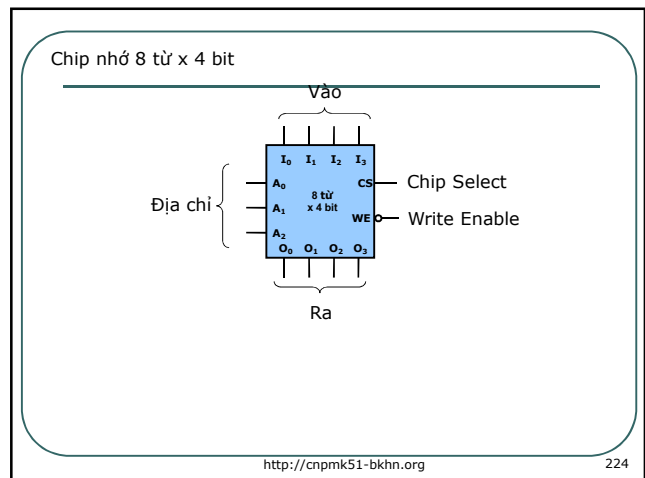 Chip nhớ 8 từ x 4 bit
Vào
I₀ I₁ I₂ I₃
A₀ CS Chip Select
8 từ
x 4 bit
Địa chỉ A₁
WE Write Enable
A₂
O₀ O₁ O₂ O₃
Ra
http://cnpmk51-bkhn.org 224